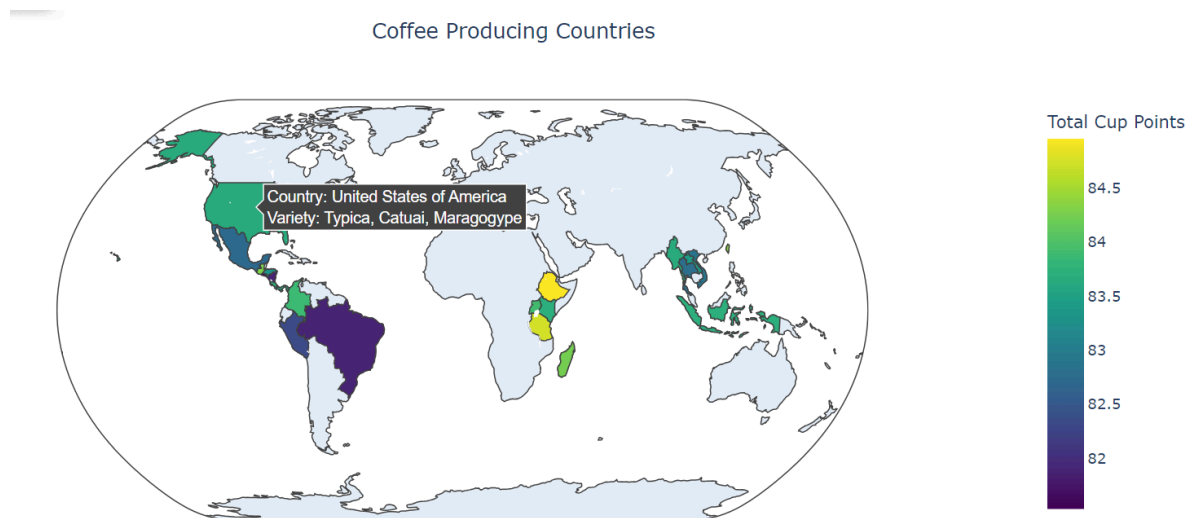 Coffee Producing Countries
Total Cup Points
Country: United States of America
Variety: Typica, Catuai, Maragogype
84.5
84
83.5
83
82.5
82